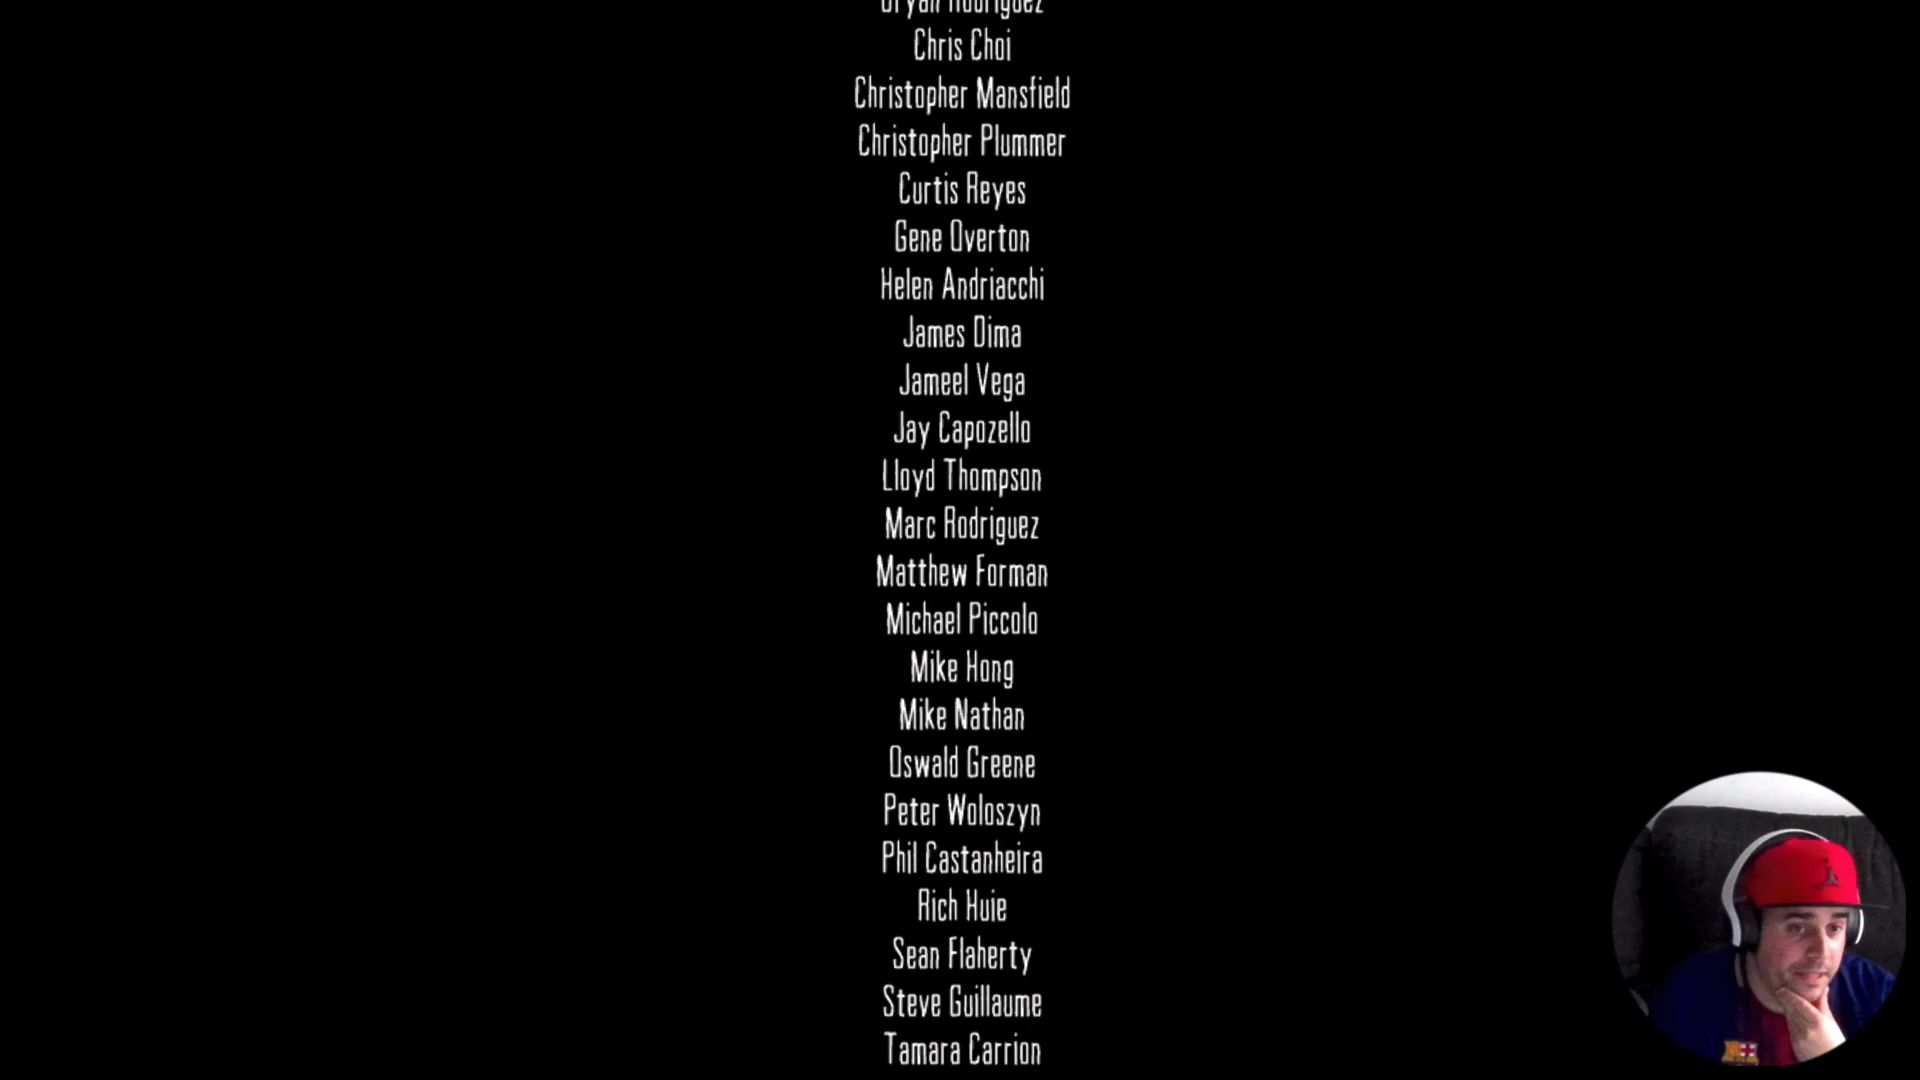 Bryan Rodriguez
Chris Choi
Christopher Mansfield
Christopher Plummer
Curtis Reyes
Gene Overton
Helen Andriacchi
James Dima
Jameel Vega
Jay Capozello
Lloyd Thompson
Marc Rodriguez
Matthew Forman
Michael Piccolo
Mike Hong
Mike Nathan
Oswald Greene
Peter Woloszyn
Phil Castanheira
Rich Huie
Sean Flaherty
Steve Guillaume
Tamara Carrion